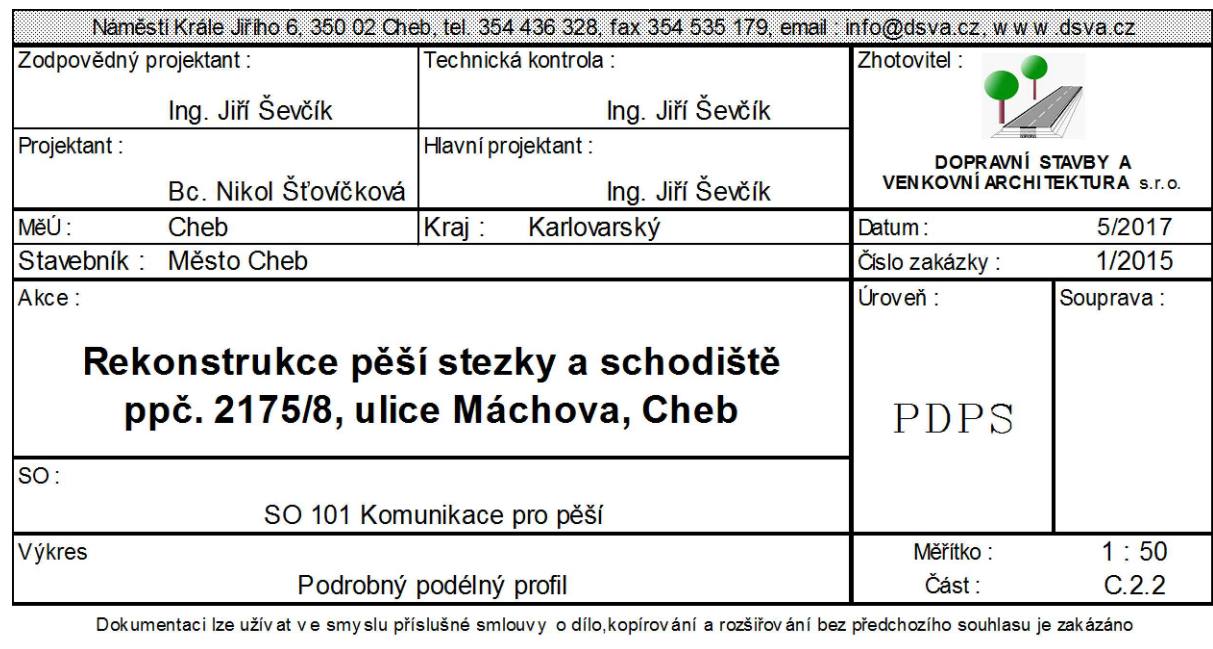 Náměstí Krále Jiřího 6, 350 02 Cheb, tel. 354 436 328, fax 354 535 179, email : info@dsva.cz, w w w .dsva.cz
Zodpovědný projektant :
Ing. Jiří Ševčík
Technická kontrola :
Ing. Jiří Ševčík
Zhotovitel :
DOPRAVNÍ STAVBY A
VENKOVNÍ ARCHITEKTURA s.r.o.
Projektant :
Bc. Nikol Šťovíčková
Hlavní projektant :
Ing. Jiří Ševčík
MěÚ : Cheb
Kraj : Karlovarský
Datum : 5/2017
Stavebník : Město Cheb
Číslo zakázky : 1/2015
Akce :
Rekonstrukce pěší stezky a schodiště
ppč. 2175/8, ulice Máchova, Cheb
Úroveň :
PDPS
Souprava :
SO :
SO 101 Komunikace pro pěší
Výkres
Podrobný podélný profil
Měřítko : 1 : 50
Část : C.2.2
Dokumentaci lze užívat ve smyslu příslušné smlouvy o dílo,kopírování a rozšiřování bez předchozího souhlasu je zakázáno